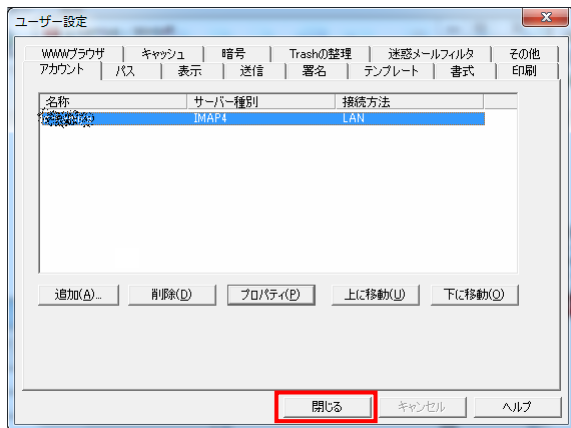 ユーザー設定
WWWブラウザ キャッシュ 暗号 Trashの整理 迷惑メールフィルタ その他
アカウント パス 表示 送信 署名 テンプレート 書式 印刷
名称 サーバー種別 接続方法
IMAP4 LAN
追加(A)... 削除(D) プロパティ(P) 上に移動(U) 下に移動(O)
閉じる キャンセル ヘルプ